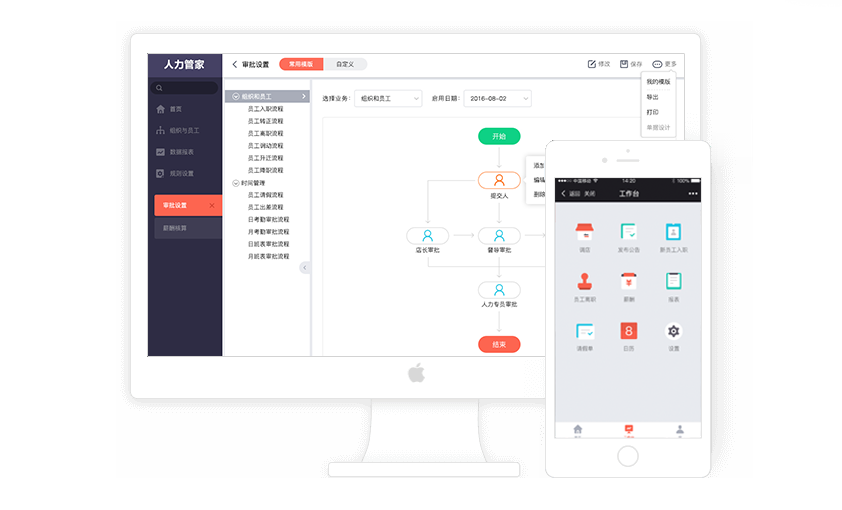 人力管家
审批设置
常用模版
自定义
修改
保存
更多
我的模版
导出
打印
单据设计
首页
组织与员工
数据报表
规则设置
审批设置
薪酬核算
组织和员工
员工入职流程
员工转正流程
员工离职流程
员工调动流程
员工升迁流程
员工降职流程
时间管理
员工请假流程
员工出差流程
日考勤审批流程
月考勤审批流程
日班表审批流程
月班表审批流程
选择业务：
组织和员工
启用日期：
2016-08-02
开始
提交人
添加
编辑
删除
店长审批
督导审批
人力专员审批
结束
中国移动
14:20
100%
返回 关闭
工作台
调店
发布公告
新员工入职
员工离职
薪酬
报表
请假单
8
日历
设置